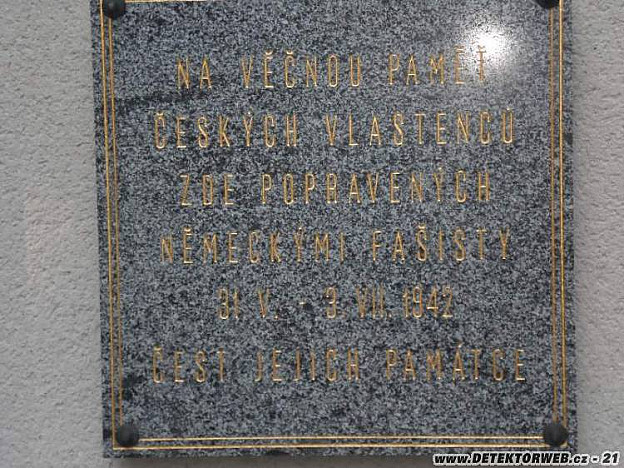 NA VĚČNOU PAMĚŤ
ČESKÝCH VLASTENCŮ
ZDE POPRAVENÝCH
NĚMECKÝMI FAŠISTY
31. V. - 3. VII. 1942
ČEST JEJICH PAMÁTCE
www.DETEKTORWEB.cz - 21